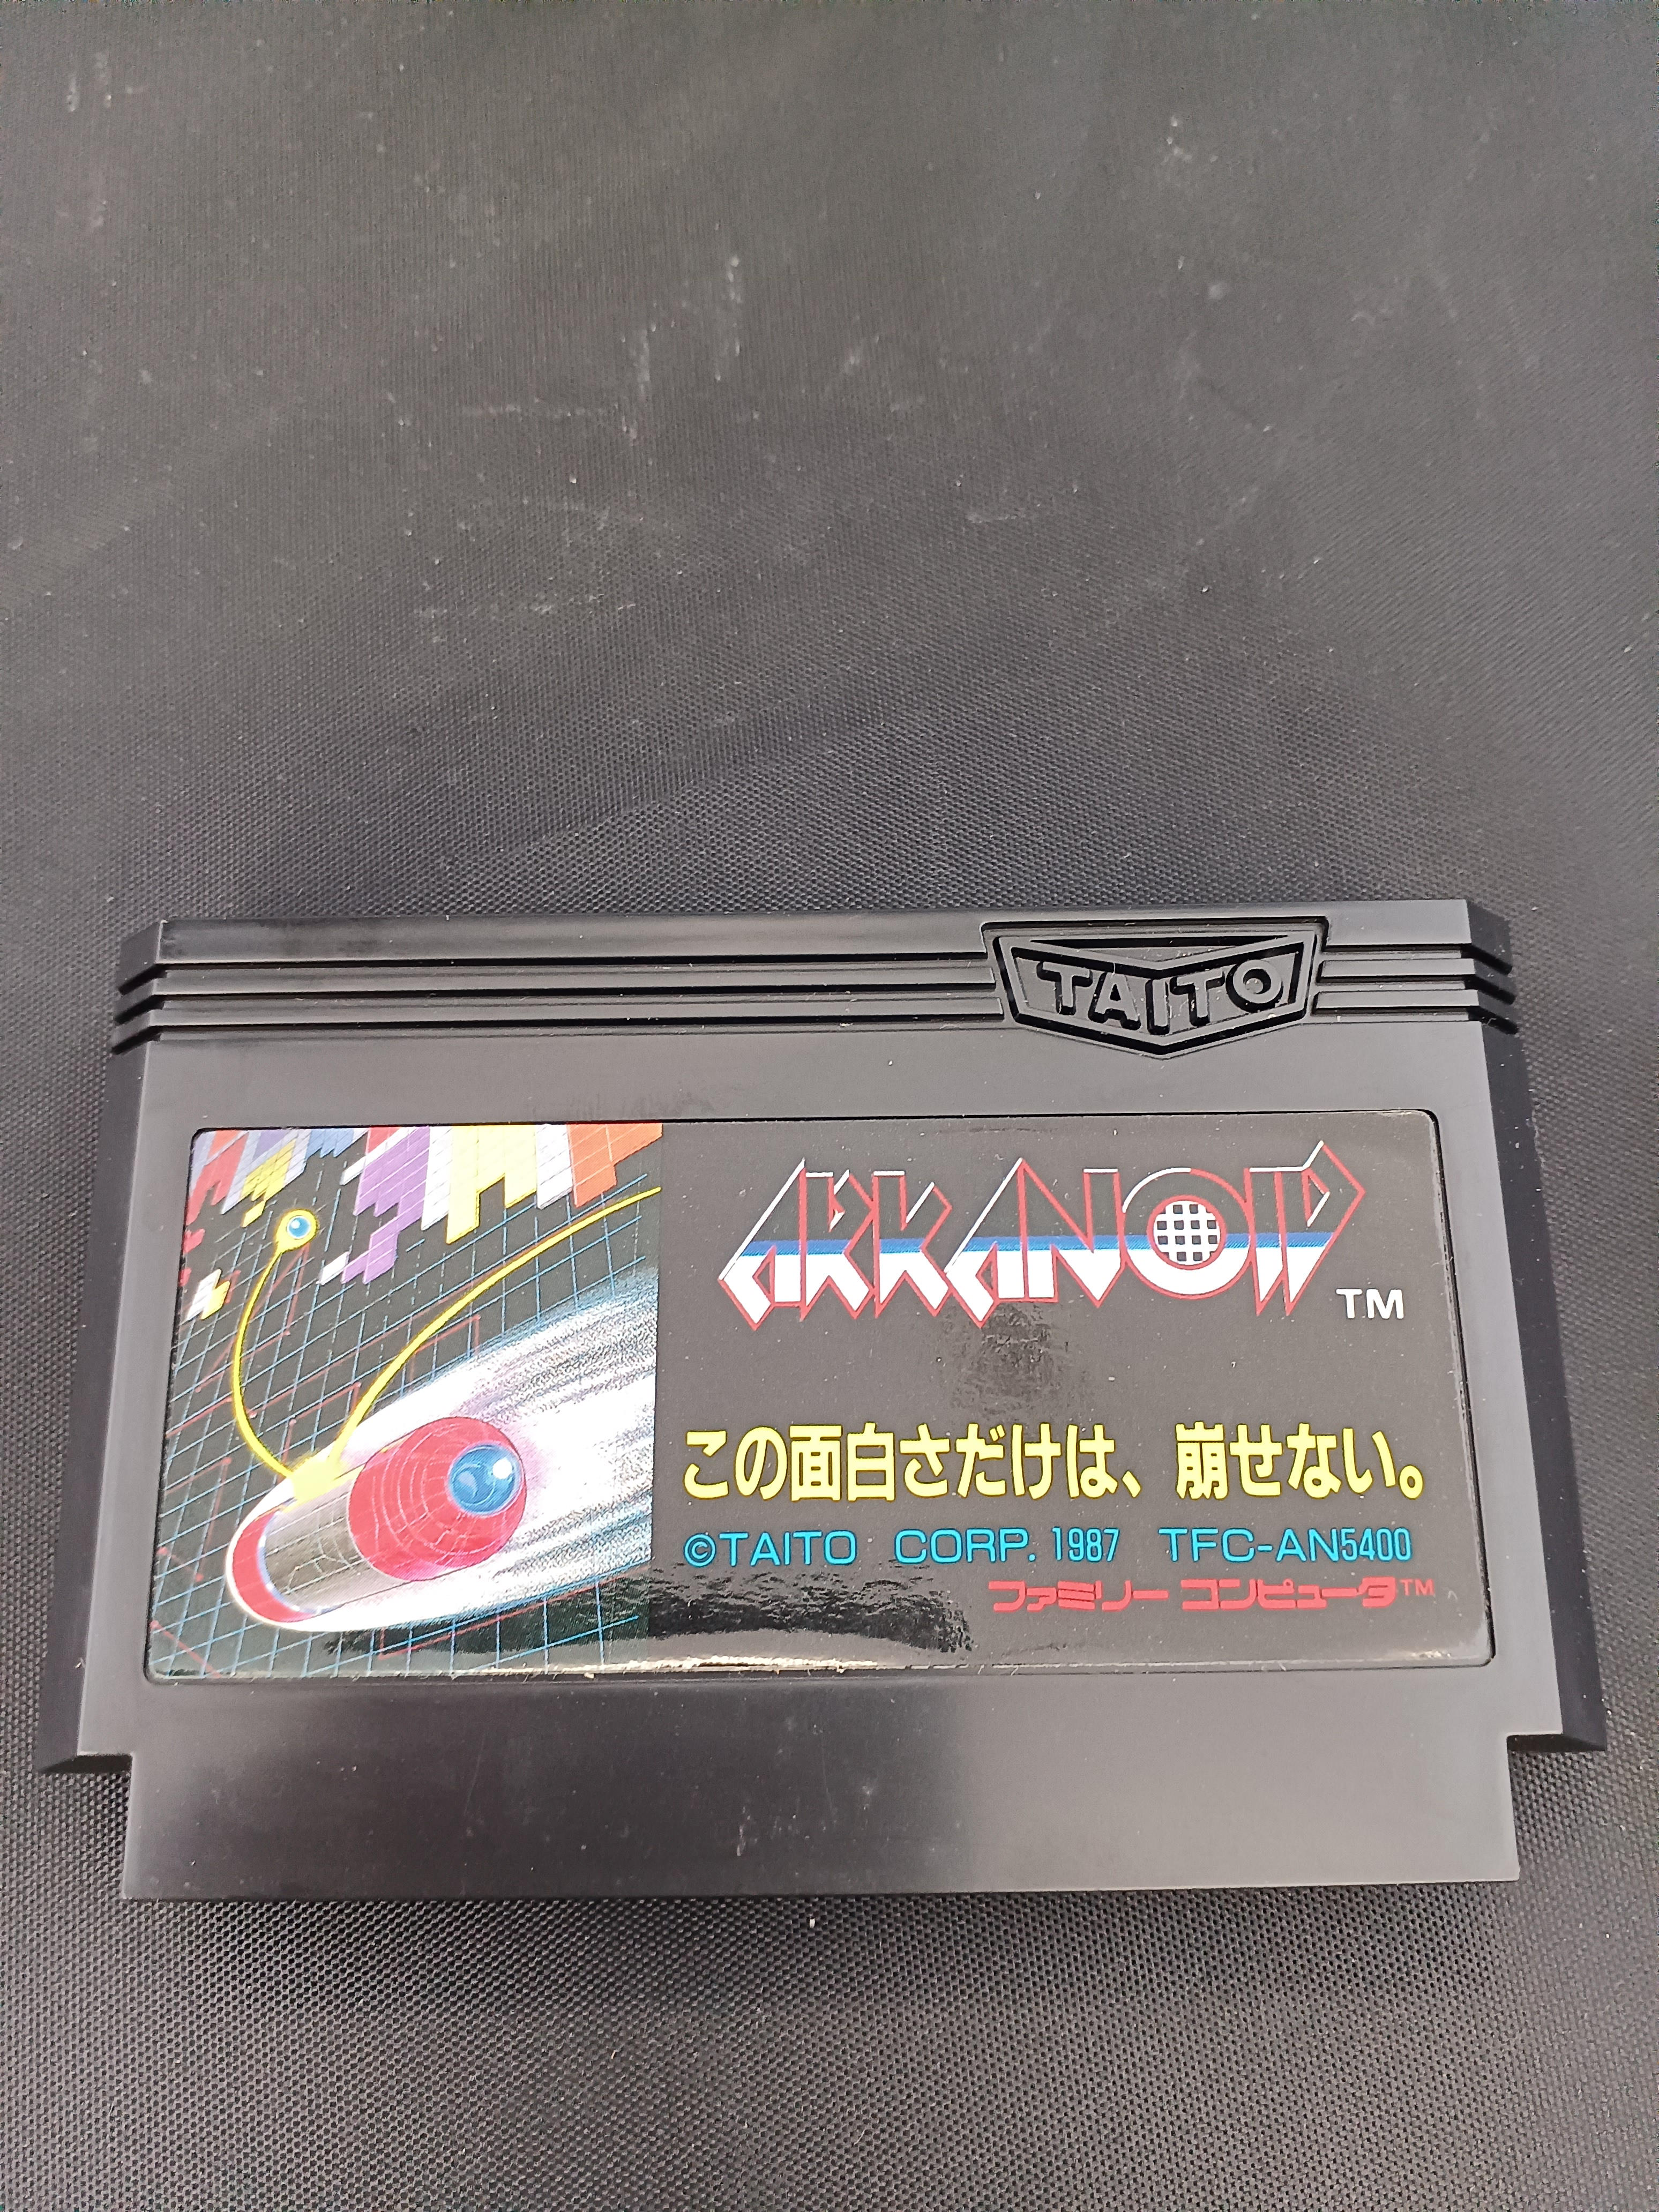 TAITO
ARKANOID
TM
この面白さだけは、崩せない。
©TAITO CORP. 1987 TFC-AN5400
ファミリー コンピュータ™